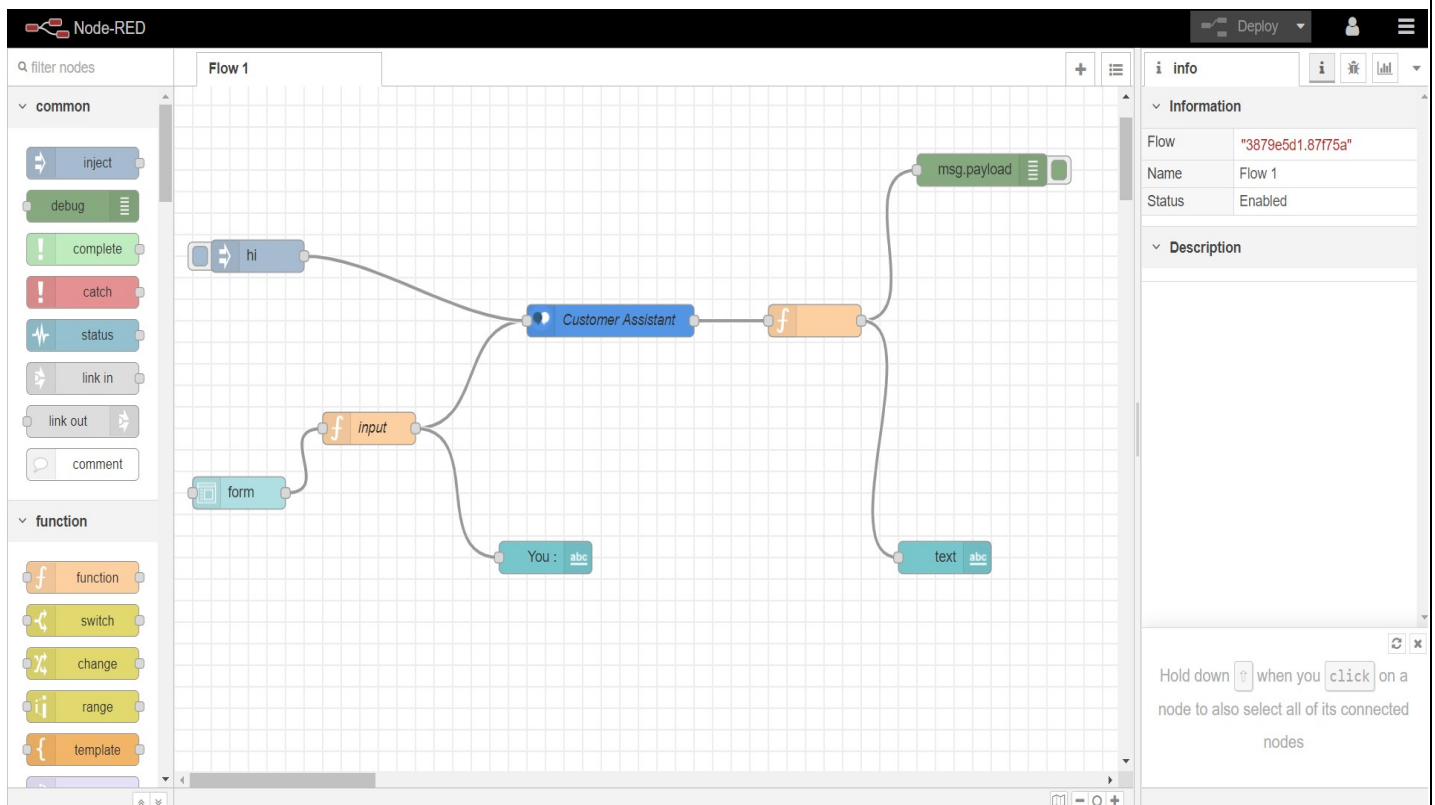 Node-RED
Deploy
filter nodes
Flow 1
i info
i
common
inject
debug
complete
catch
status
link in
link out
comment
function
f function
switch
change
range
template
hi
Customer Assistant
f
msg.payload
f input
form
You : abc
text abc
Information
Flow "3879e5d1.87f75a"
Name Flow 1
Status Enabled
Description
Hold down ⇧ when you click on a
node to also select all of its connected
nodes